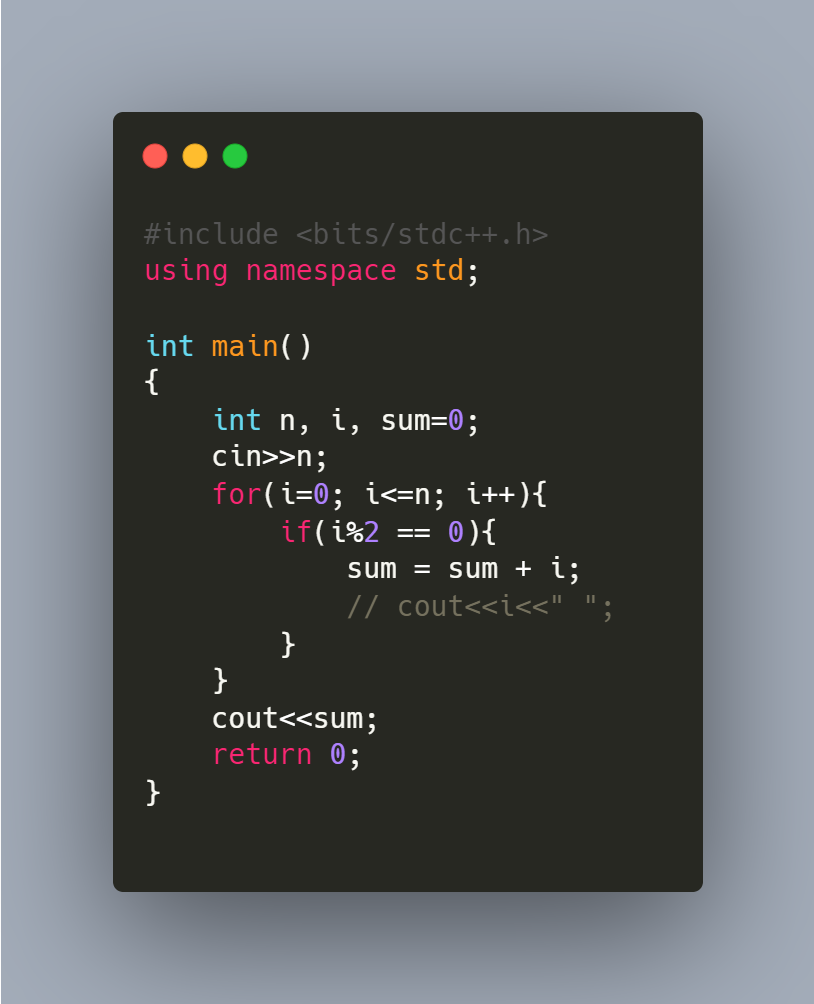 #include <bits/stdc++.h>
using namespace std;

int main()
{
    int n, i, sum=0;
    cin>>n;
    for(i=0; i<=n; i++){
        if(i%2 == 0){
            sum = sum + i;
            // cout<<i<<" ";
        }
    }
    cout<<sum;
    return 0;
}